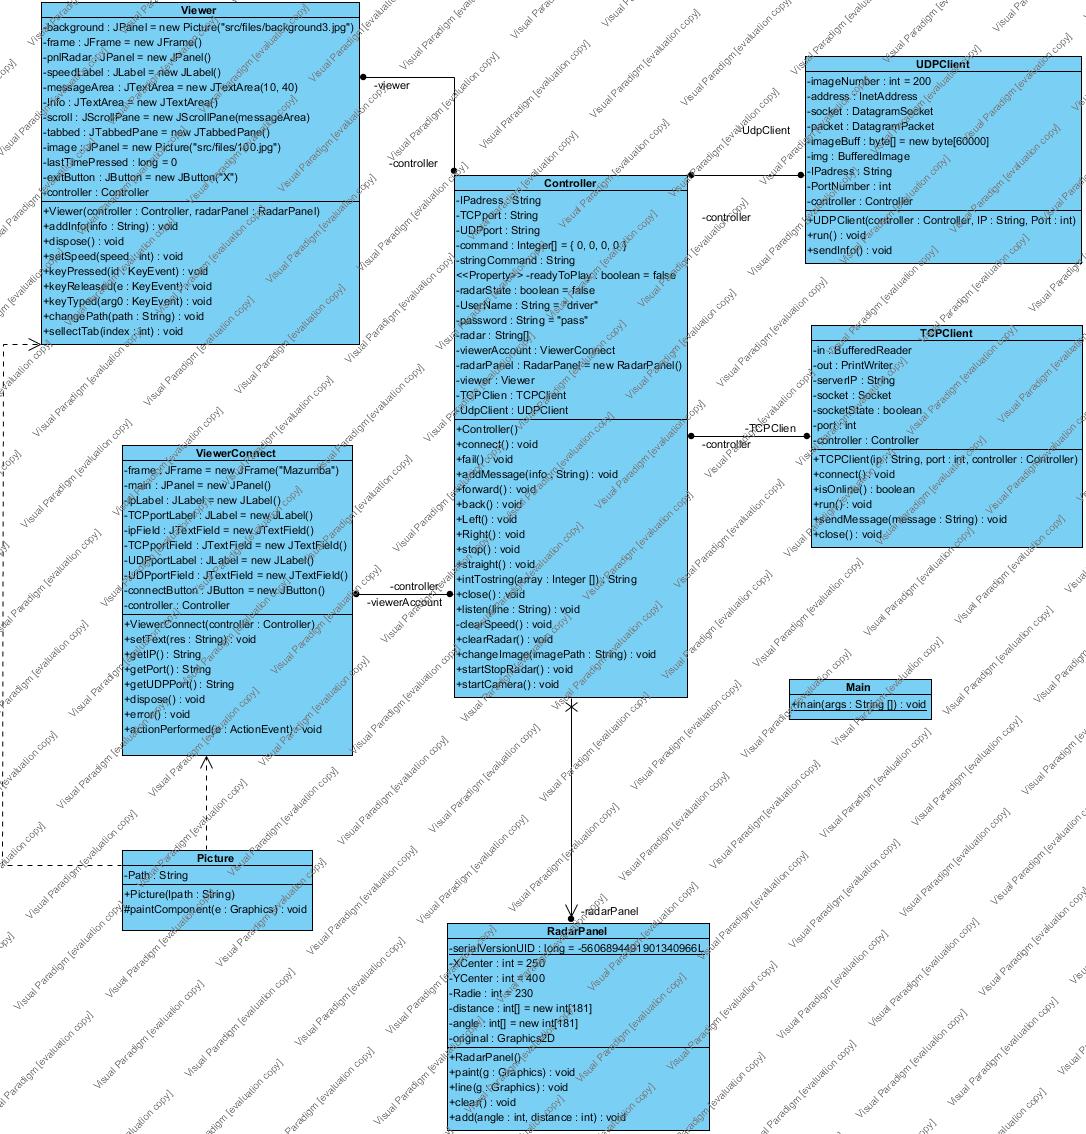 Viewer
-background : JPanel = new Picture("src/files/background3.jpg")
-frame : JFrame = new JFrame()
-pnlRadar : JPanel = new JPanel()
-speedLabel : JLabel = new JLabel()
-messageArea : JTextArea = new JTextArea(10, 40)
-Info : JTextArea = new JTextArea()
-scroll : JScrollPane = new JScrollPane(messageArea)
-tabbed : JTabbedPane = new JTabbedPane()
-image : JPanel = new Picture("src/files/100.jpg")
-lastTimePressed : long = 0
-exitButton : JButton = new JButton("X")
-controller : Controller
+Viewer(controller : Controller, radarPanel : RadarPanel)
+addInfo(info : String) : void
+dispose() : void
+setSpeed(speed : int) : void
+keyPressed(id : KeyEvent) : void
+keyReleased(e : KeyEvent) : void
+keyTyped(arg0 : KeyEvent) : void
+changePath(path : String) : void
+sellectTab(index : int) : void
-viewer
-controller
Controller
-IPadress : String
-TCPport : String
-UDPport : String
-command : Integer[] = { 0, 0, 0, 0 }
-stringCommand : String
<<Property>> -readyToPlay : boolean = false
-radarState : boolean = false
-UserName : String = "driver"
-password : String = "pass"
-radar : String[]
-viewerAccount : ViewerConnect
-radarPanel : RadarPanel = new RadarPanel()
-viewer : Viewer
-TCPClien : TCPClient
-UdpClient : UDPClient
+Controller()
+connect() : void
+fail() : void
+addMessage(info : String) : void
+forward() : void
+back() : void
+Left() : void
+Right() : void
+stop() : void
+straight() : void
+intTostring(array : Integer []) : String
+close() : void
+listen(line : String) : void
-clearSpeed() : void
+clearRadar() : void
+changeImage(imagePath : String) : void
+startStopRadar() : void
+startCamera() : void
-UdpClient
-controller
UDPClient
-imageNumber : int = 200
-address : InetAddress
-socket : DatagramSocket
-packet : DatagramPacket
-imageBuff : byte[] = new byte[60000]
-img : BufferedImage
-IPadress : String
-PortNumber : int
-controller : Controller
+UDPClient(controller : Controller, IP : String, Port : int)
+run() : void
+sendInfo() : void
-TCPClien
-controller
TCPClient
-in : BufferedReader
-out : PrintWriter
-serverIP : String
-socket : Socket
-socketState : boolean
-port : int
-controller : Controller
+TCPClient(ip : String, port : int, controller : Controller)
+connect() : void
+isOnline() : boolean
+run() : void
+sendMessage(message : String) : void
+close() : void
ViewerConnect
-frame : JFrame = new JFrame("Mazumba")
-main : JPanel = new JPanel()
-ipLabel : JLabel = new JLabel()
-TCPportLabel : JLabel = new JLabel()
-ipField : JTextField = new JTextField()
-TCPportField : JTextField = new JTextField()
-UDPportLabel : JLabel = new JLabel()
-UDPportField : JTextField = new JTextField()
-connectButton : JButton = new JButton()
-controller : Controller
+ViewerConnect(controller : Controller)
+setText(res : String) : void
+getIP() : String
+getPort() : String
+getUDPPort() : String
+dispose() : void
+error() : void
+actionPerformed(e : ActionEvent) : void
-controller
-viewerAccount
Main
+main(args : String []) : void
Picture
-Path : String
+Picture(lpath : String)
#paintComponent(e : Graphics) : void
-radarPanel
RadarPanel
-serialVersionUID : long = -5606894491901340966L
-XCenter : int = 250
-YCenter : int = 400
-Radie : int = 230
-distance : int[] = new int[181]
-angle : int[] = new int[181]
-original : Graphics2D
+RadarPanel()
+paint(g : Graphics) : void
+line(g : Graphics) : void
+clear() : void
+add(angle : int, distance : int) : void
Visual Paradigm [evaluation copy]